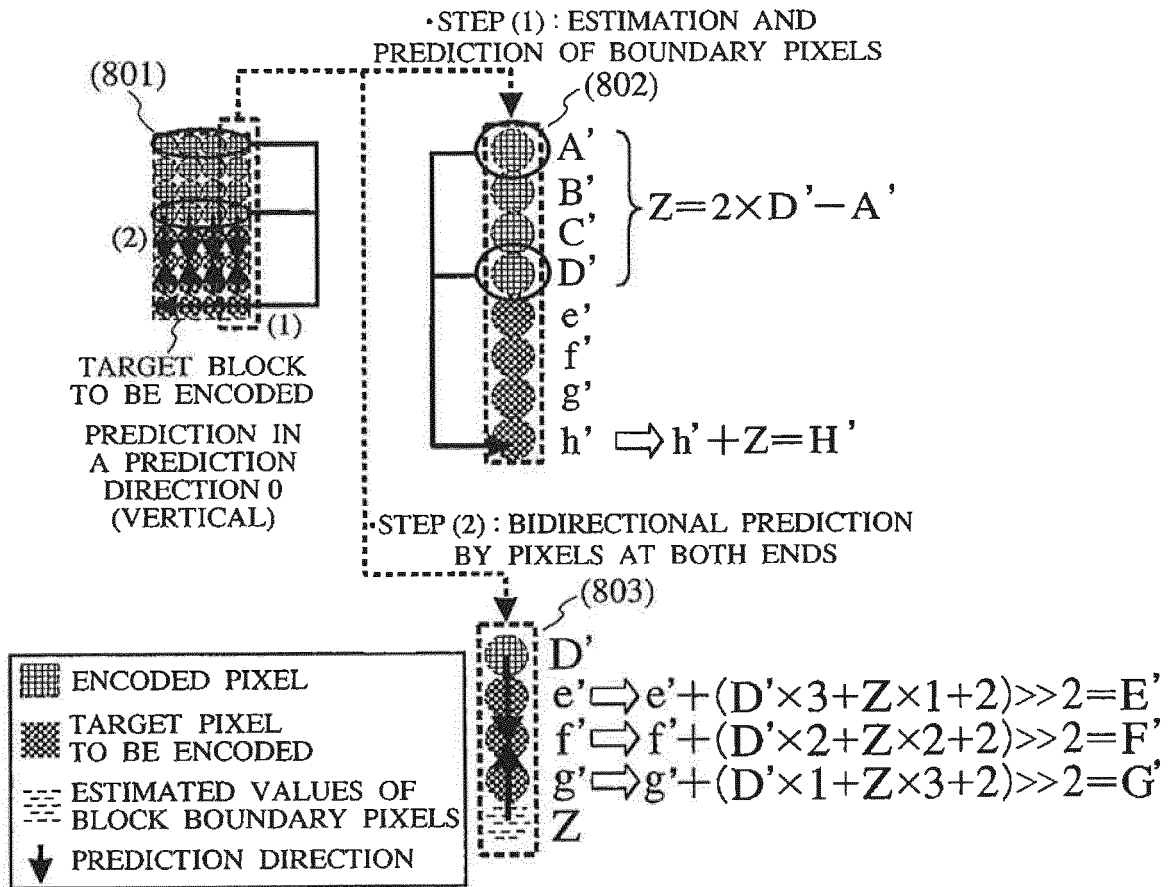 ·STEP (1) : ESTIMATION AND
PREDICTION OF BOUNDARY PIXELS
(801)
(802)
A'
B'
C'
D'
Z=2×D'-A'
(2)
e'
f'
g'
h' ⇨ h'+Z=H'
(1)
TARGET BLOCK
TO BE ENCODED
PREDICTION IN
A PREDICTION
DIRECTION 0
(VERTICAL)
·STEP (2) : BIDIRECTIONAL PREDICTION
BY PIXELS AT BOTH ENDS
(803)
D'
e' ⇨ e'+(D'×3+Z×1+2)>>2=E'
f' ⇨ f'+(D'×2+Z×2+2)>>2=F'
g' ⇨ g'+(D'×1+Z×3+2)>>2=G'
Z
ENCODED PIXEL
TARGET PIXEL
TO BE ENCODED
ESTIMATED VALUES OF
BLOCK BOUNDARY PIXELS
PREDICTION DIRECTION